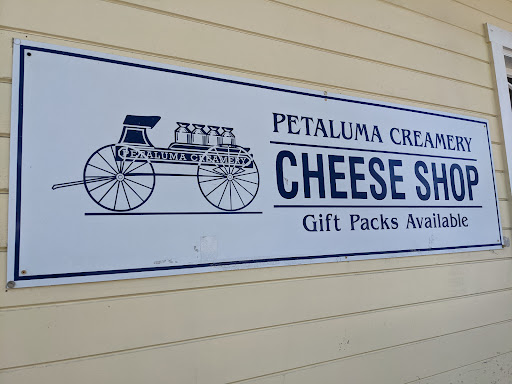 PETALUMA CREAMERY
PETALUMA CREAMERY
CHEESE SHOP
Gift Packs Available